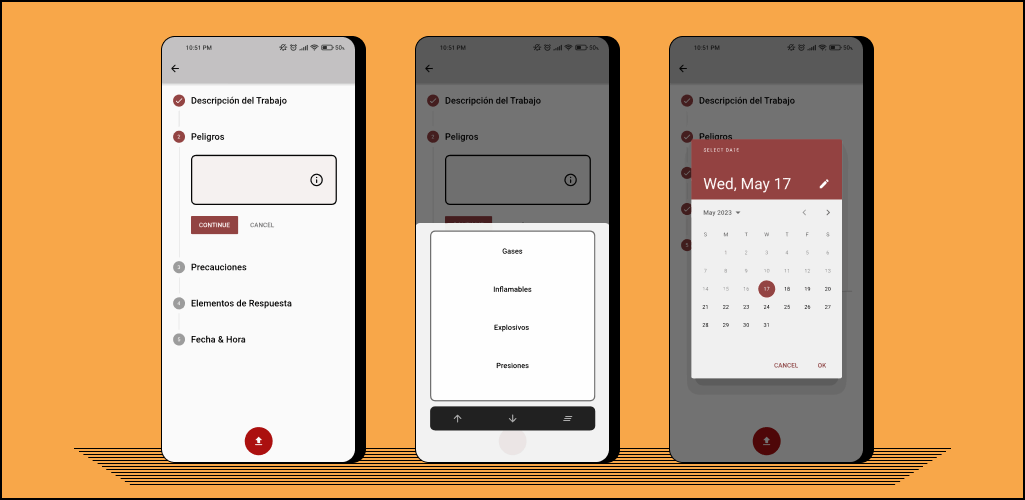 10:51 PM 50%
Descripción del Trabajo
2 Peligros
CONTINUE CANCEL
3 Precauciones
4 Elementos de Respuesta
5 Fecha & Hora
10:51 PM 50%
Descripción del Trabajo
Peligros
Gases
Inflamables
Explosivos
Presiones
10:51 PM 50%
Descripción del Trabajo
Peligros
SELECT DATE
Wed, May 17
May 2023
S M T W T F S
1 2 3 4 5 6
7 8 9 10 11 12 13
14 15 16 17 18 19 20
21 22 23 24 25 26 27
28 29 30 31
CANCEL OK